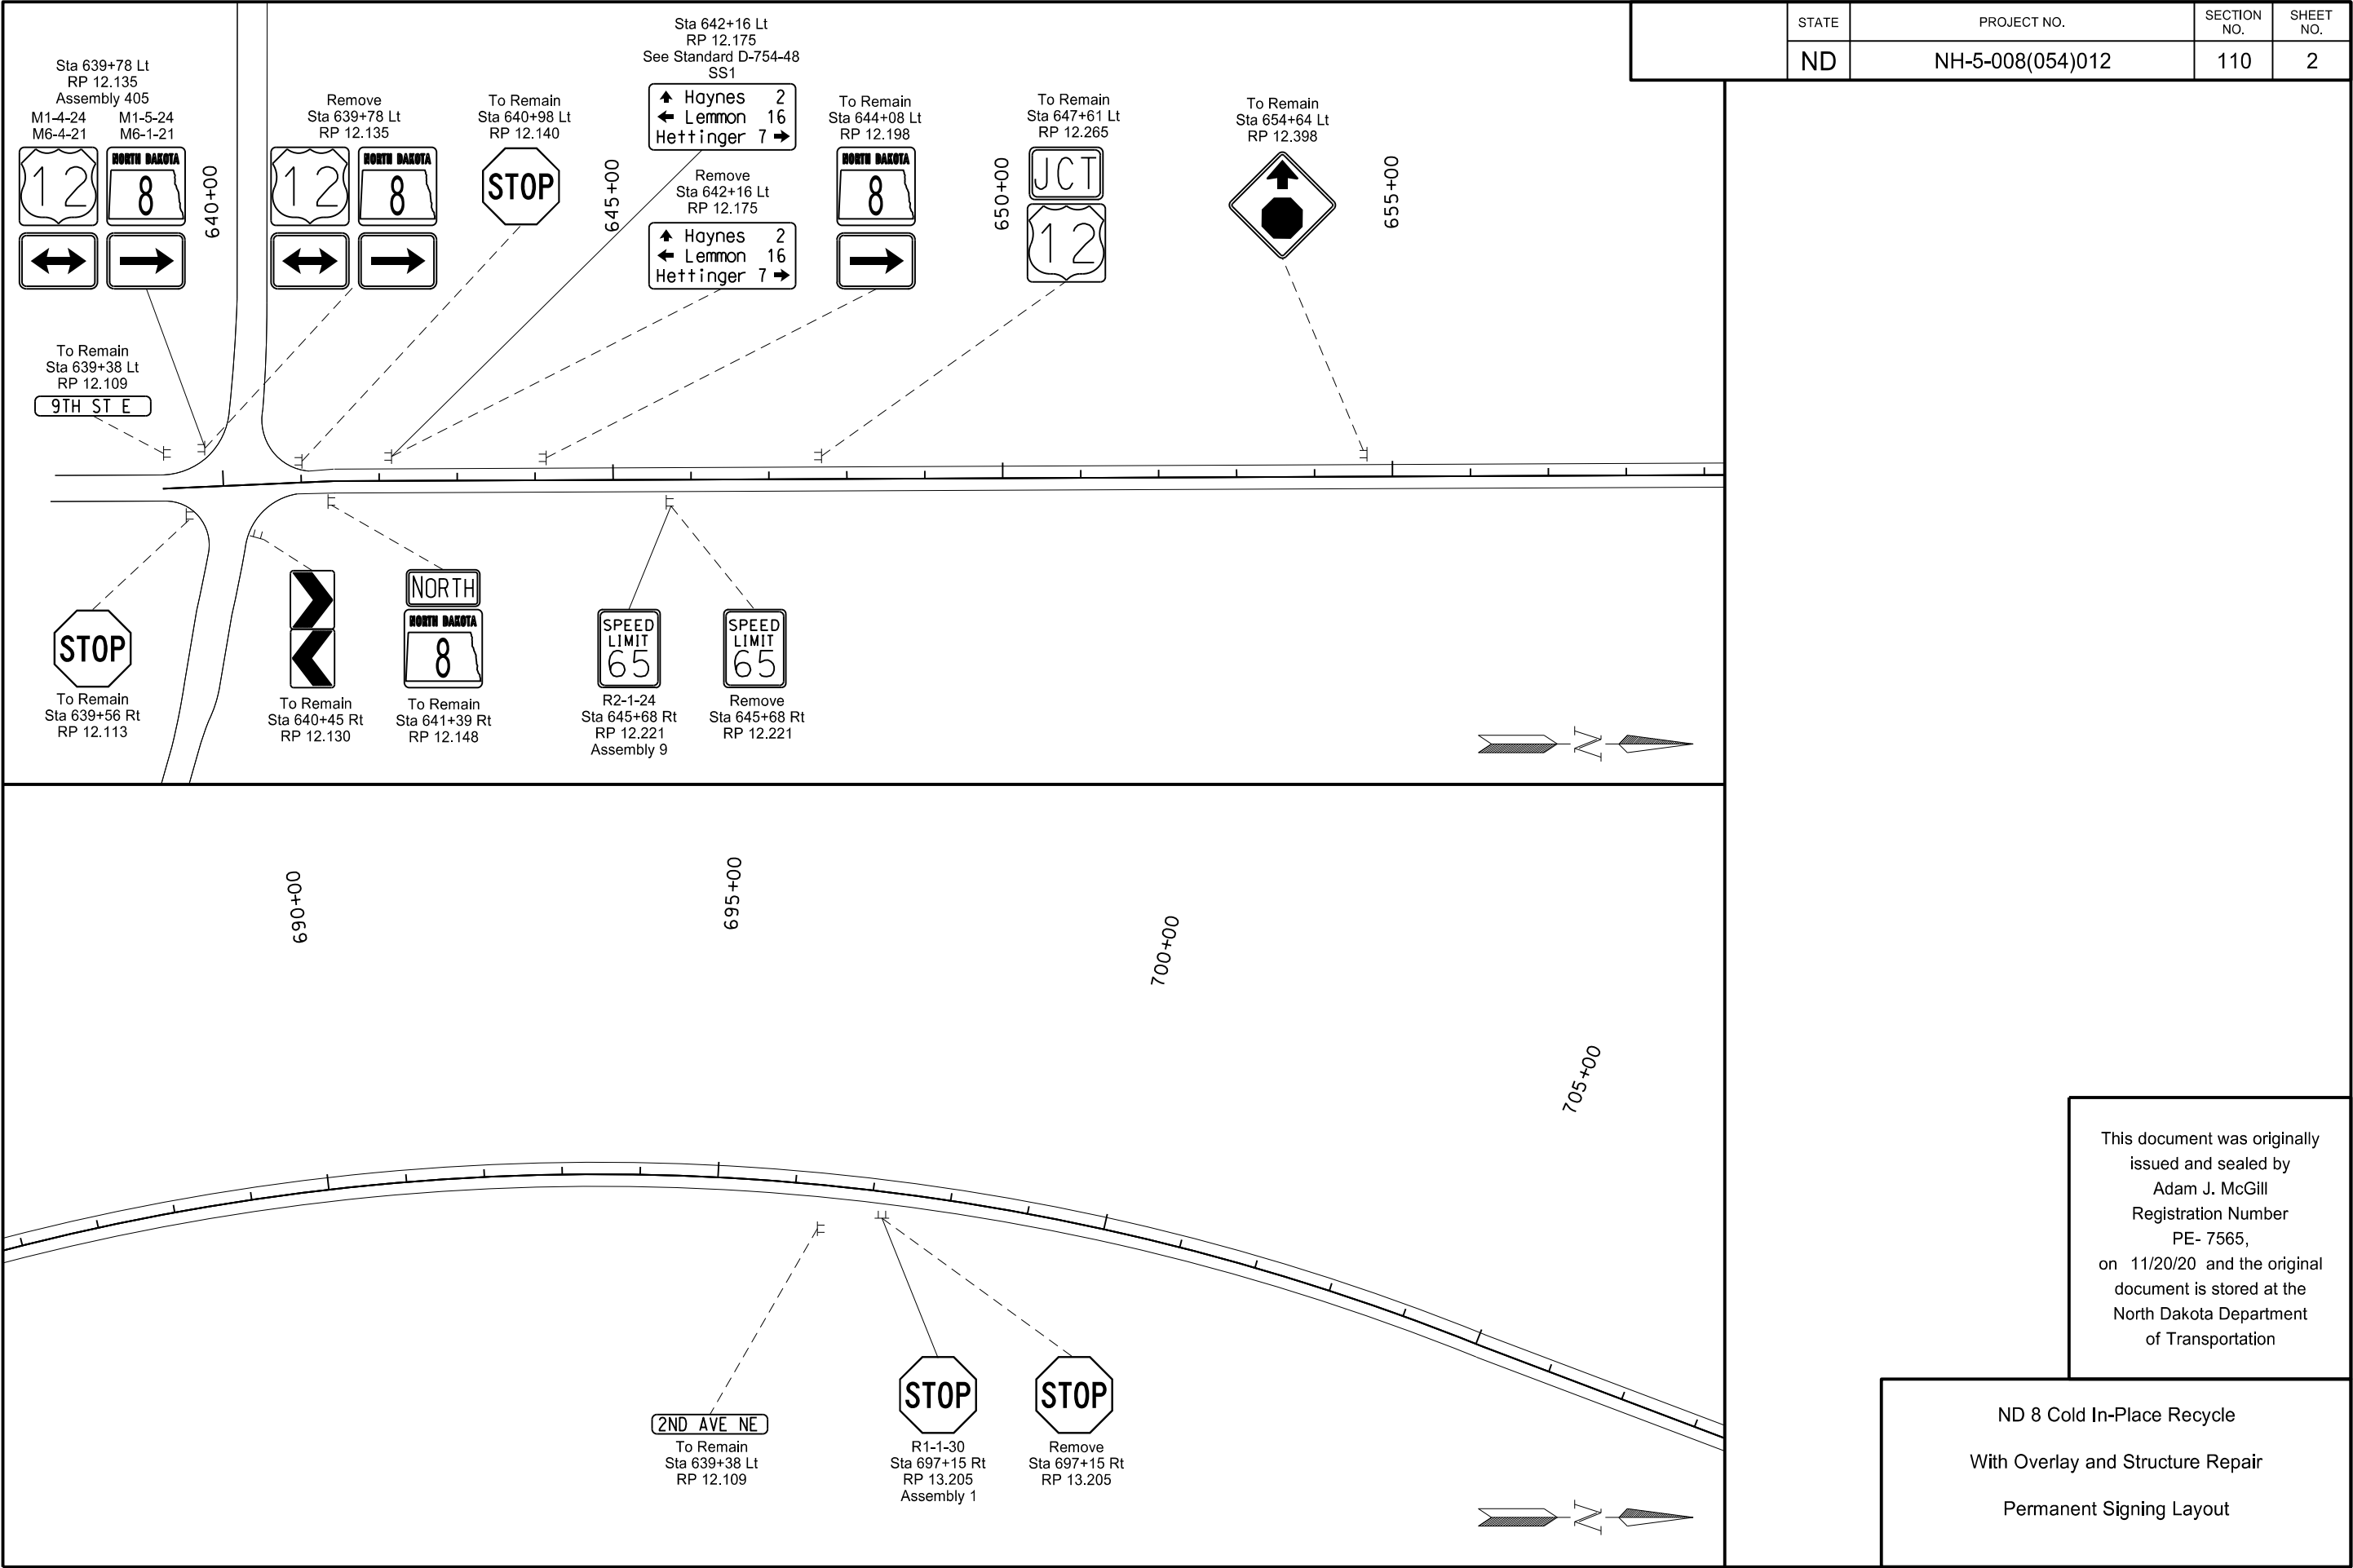 STATE
PROJECT NO.
SECTION
NO.
SHEET
NO.
ND
NH-5-008(054)012
110
2
Sta 639+78 Lt
RP 12.135
Assembly 405
M1-4-24 M1-5-24
M6-4-21 M6-1-21
12
NORTH DAKOTA
8
640+00
Remove
Sta 639+78 Lt
RP 12.135
12
NORTH DAKOTA
8
To Remain
Sta 640+98 Lt
RP 12.140
STOP
645+00
Sta 642+16 Lt
RP 12.175
See Standard D-754-48
SS1
Haynes 2
Lemmon 16
Hettinger 7
Remove
Sta 642+16 Lt
RP 12.175
Haynes 2
Lemmon 16
Hettinger 7
To Remain
Sta 644+08 Lt
RP 12.198
NORTH DAKOTA
8
650+00
To Remain
Sta 647+61 Lt
RP 12.265
JCT
12
To Remain
Sta 654+64 Lt
RP 12.398
655+00
To Remain
Sta 639+38 Lt
RP 12.109
9TH ST E
STOP
To Remain
Sta 639+56 Rt
RP 12.113
To Remain
Sta 640+45 Rt
RP 12.130
NORTH
NORTH DAKOTA
8
To Remain
Sta 641+39 Rt
RP 12.148
SPEED
LIMIT
65
R2-1-24
Sta 645+68 Rt
RP 12.221
Assembly 9
SPEED
LIMIT
65
Remove
Sta 645+68 Rt
RP 12.221
N
690+00
695+00
700+00
705+00
2ND AVE NE
To Remain
Sta 639+38 Lt
RP 12.109
STOP
R1-1-30
Sta 697+15 Rt
RP 13.205
Assembly 1
STOP
Remove
Sta 697+15 Rt
RP 13.205
N
This document was originally
issued and sealed by
Adam J. McGill
Registration Number
PE- 7565,
on 11/20/20 and the original
document is stored at the
North Dakota Department
of Transportation
ND 8 Cold In-Place Recycle
With Overlay and Structure Repair
Permanent Signing Layout